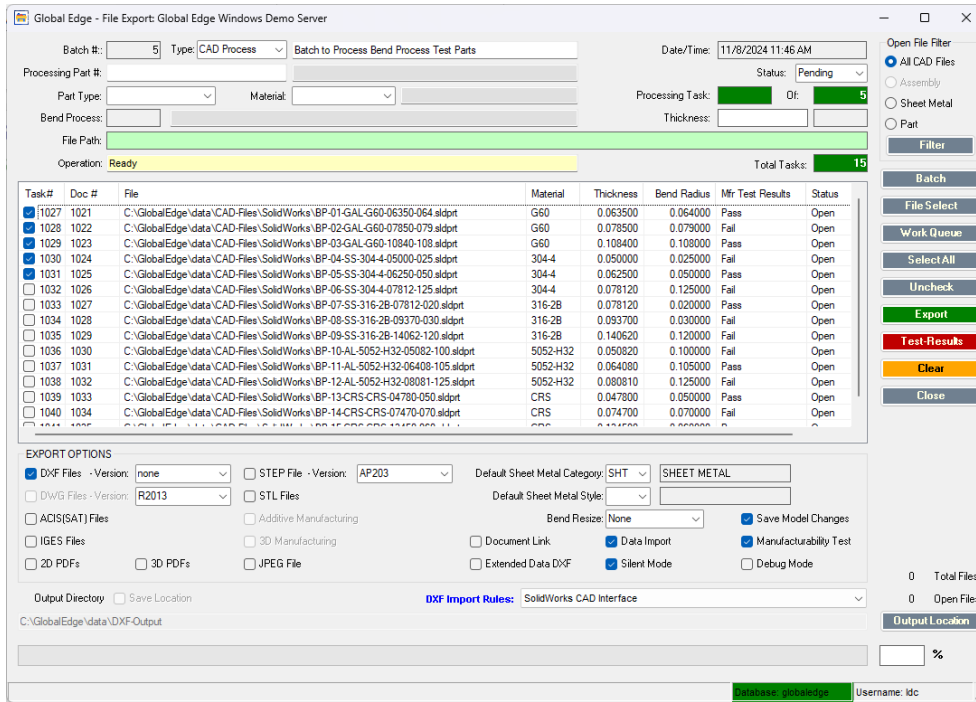 Global Edge - File Export: Global Edge Windows Demo Server
Batch #:: 5 Type: CAD Process Batch to Process Bend Process Test Parts Date/Time: 11/8/2024 11:46 AM
Processing Part #: Status: Pending
Part Type: Material: Processing Task: Of: 5
Bend Process: Thickness:
File Path:
Operation: Ready Total Tasks: 15
Open File Filter
All CAD Files
Assembly
Sheet Metal
Part
Filter
Batch
File Select
Work Queue
Select All
Uncheck
Export
Test-Results
Clear
Close
Task# Doc # File Material Thickness Bend Radius Mfr Test Results Status
1027 1021 C:\GlobalEdge\data\CAD-Files\SolidWorks\BP-01-GAL-G60-06350-064.sldprt G60 0.063500 0.064000 Pass Open
1028 1022 C:\GlobalEdge\data\CAD-Files\SolidWorks\BP-02-GAL-G60-07850-079.sldprt G60 0.078500 0.079000 Fail Open
1029 1023 C:\GlobalEdge\data\CAD-Files\SolidWorks\BP-03-GAL-G60-10840-108.sldprt G60 0.108400 0.108000 Pass Open
1030 1024 C:\GlobalEdge\data\CAD-Files\SolidWorks\BP-04-SS-304-4-05000-025.sldprt 304-4 0.050000 0.025000 Fail Open
1031 1025 C:\GlobalEdge\data\CAD-Files\SolidWorks\BP-05-SS-304-4-06250-050.sldprt 304-4 0.062500 0.050000 Pass Open
1032 1026 C:\GlobalEdge\data\CAD-Files\SolidWorks\BP-06-SS-304-4-07812-125.sldprt 304-4 0.078120 0.125000 Fail Open
1033 1027 C:\GlobalEdge\data\CAD-Files\SolidWorks\BP-07-SS-316-2B-07812-020.sldprt 316-2B 0.078120 0.020000 Pass Open
1034 1028 C:\GlobalEdge\data\CAD-Files\SolidWorks\BP-08-SS-316-2B-09370-030.sldprt 316-2B 0.093700 0.030000 Fail Open
1035 1029 C:\GlobalEdge\data\CAD-Files\SolidWorks\BP-09-SS-316-2B-14062-120.sldprt 316-2B 0.140620 0.120000 Pass Open
1036 1030 C:\GlobalEdge\data\CAD-Files\SolidWorks\BP-10-AL-5052-H32-05082-100.sldprt 5052-H32 0.050820 0.100000 Fail Open
1037 1031 C:\GlobalEdge\data\CAD-Files\SolidWorks\BP-11-AL-5052-H32-06408-105.sldprt 5052-H32 0.064080 0.105000 Pass Open
1038 1032 C:\GlobalEdge\data\CAD-Files\SolidWorks\BP-12-AL-5052-H32-08081-125.sldprt 5052-H32 0.080810 0.125000 Fail Open
1039 1033 C:\GlobalEdge\data\CAD-Files\SolidWorks\BP-13-CRS-CRS-04780-050.sldprt CRS 0.047800 0.050000 Pass Open
1040 1034 C:\GlobalEdge\data\CAD-Files\SolidWorks\BP-14-CRS-CRS-07470-070.sldprt CRS 0.074700 0.070000 Fail Open
EXPORT OPTIONS
DXF Files - Version: none STEP File - Version: AP203 Default Sheet Metal Category: SHT SHEET METAL
DWG Files - Version: R2013 STL Files Default Sheet Metal Style:
ACIS(SAT) Files Additive Manufacturing Bend Resize: None Save Model Changes
IGES Files 3D Manufacturing Document Link Data Import Manufacturability Test
2D PDFs 3D PDFs JPEG File Extended Data DXF Silent Mode Debug Mode
0 Total Files
Output Directory Save Location DXF Import Rules: SolidWorks CAD Interface 0 Open File
C:\GlobalEdge\data\DXF-Output Output Location
%
Database: globaledge Username: ldc